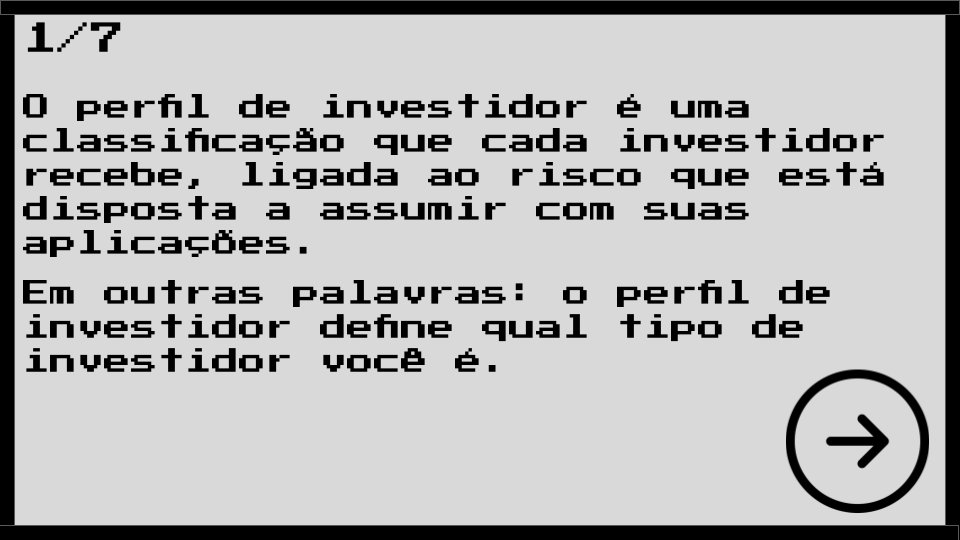 1/7
O perfil de investidor é uma
classificação que cada investidor
recebe, ligada ao risco que está
disposta a assumir com suas
aplicações.
Em outras palavras: o perfil de
investidor define qual tipo de
investidor você é.